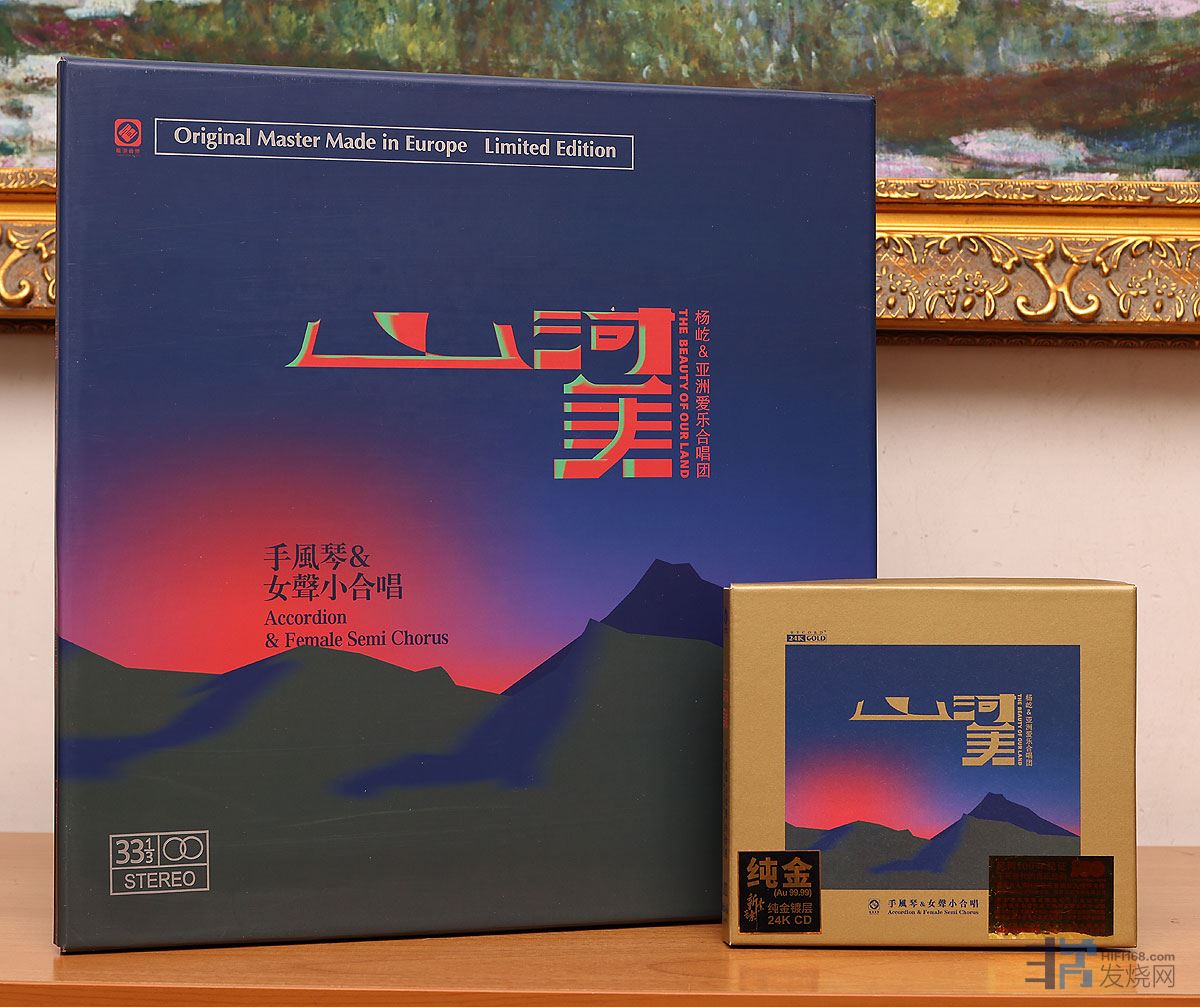 Original Master Made in Europe Limited Edition
山河美
THE BEAUTY OF OUR LAND
杨屹 & 亚洲爱乐合唱团
手風琴&
女聲小合唱
Accordion
& Female Semi Chorus
33 1/3
STEREO
RECORD
24K GOLD
山河美
THE BEAUTY OF OUR LAND
杨屹 & 亚洲爱乐合唱团
纯金
(Au 99.99)
纯金镀层
24K CD
手風琴&女聲小合唱
Accordion & Female Semi Chorus
HIFI168.com
发烧网